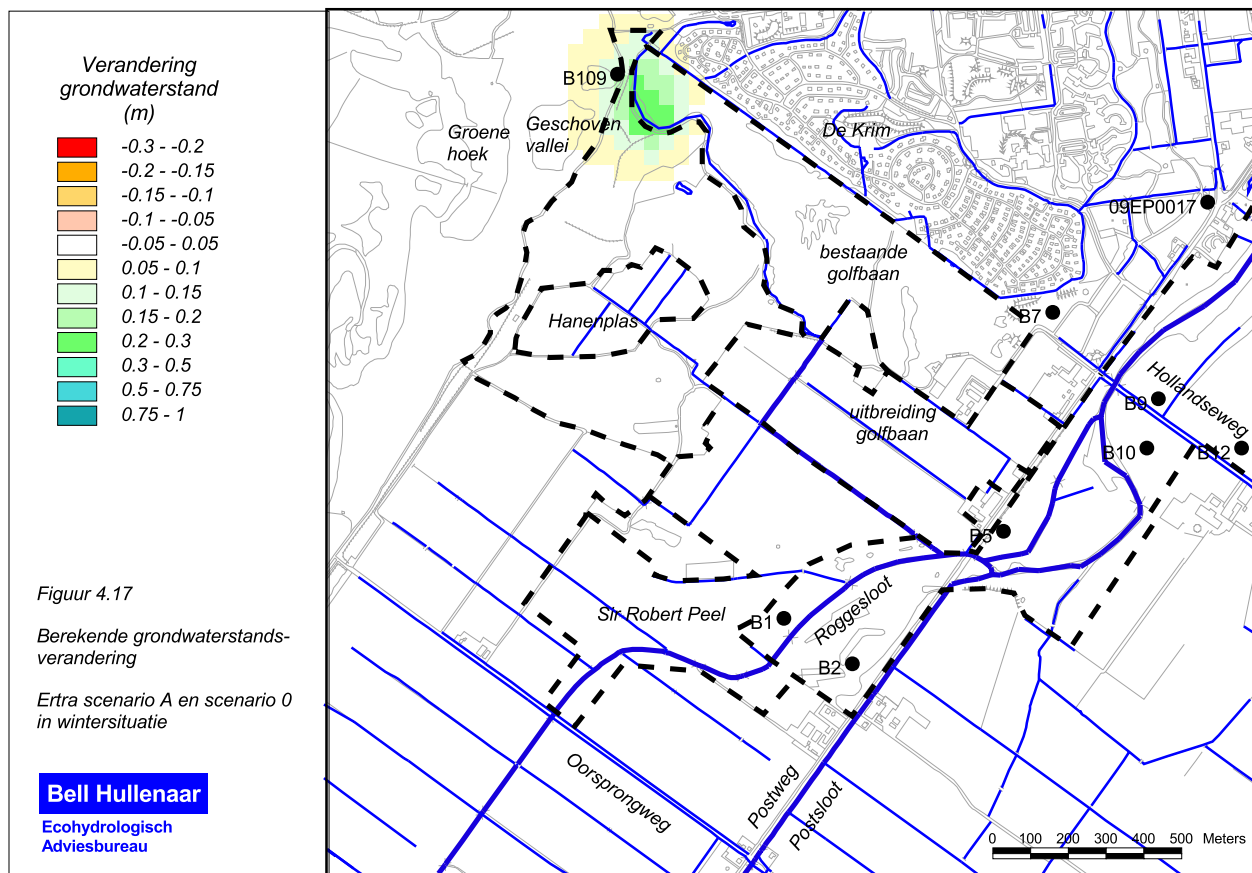 Verandering
grondwaterstand
(m)
-0.3 - -0.2
-0.2 - -0.15
-0.15 - -0.1
-0.1 - -0.05
-0.05 - 0.05
0.05 - 0.1
0.1 - 0.15
0.15 - 0.2
0.2 - 0.3
0.3 - 0.5
0.5 - 0.75
0.75 - 1
Figuur 4.17
Berekende grondwaterstands-
verandering
Ertra scenario A en scenario 0
in wintersituatie
Bell Hullenaar
Ecohydrologisch
Adviesbureau
B109
Groene
hoek
Geschoven
vallei
De Krim
09EP0017
bestaande
golfbaan
B7
Hanenplas
Hollandseweg
B9
uitbreiding
golfbaan
B10
B12
B5
Sir Robert Peel
B1
Roggesloot
B2
Oorsprongweg
Postweg
Postsloot
0 100 200 300 400 500 Meters